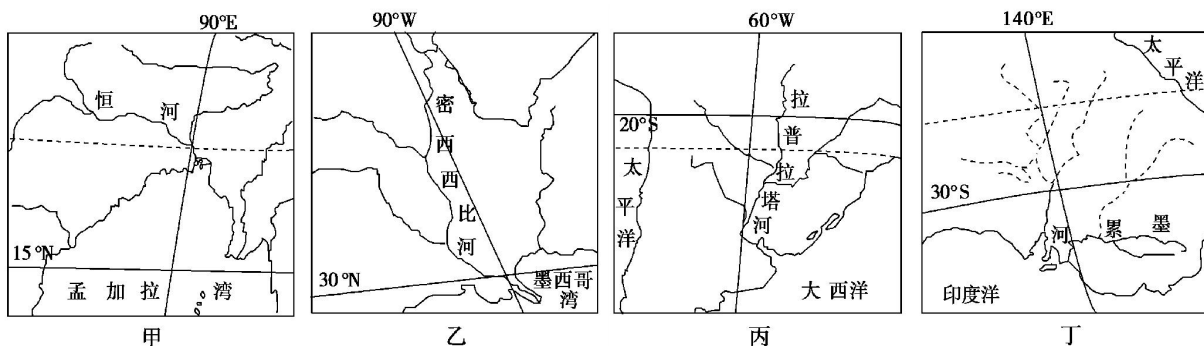 90°E
恒河
15°N
孟加拉湾
甲
90°W
密西西比河
30°N
墨西哥湾
乙
60°W
拉普拉塔河
20°S
太平洋
大西洋
丙
140°E
太平洋
30°S
河累墨
印度洋
丁